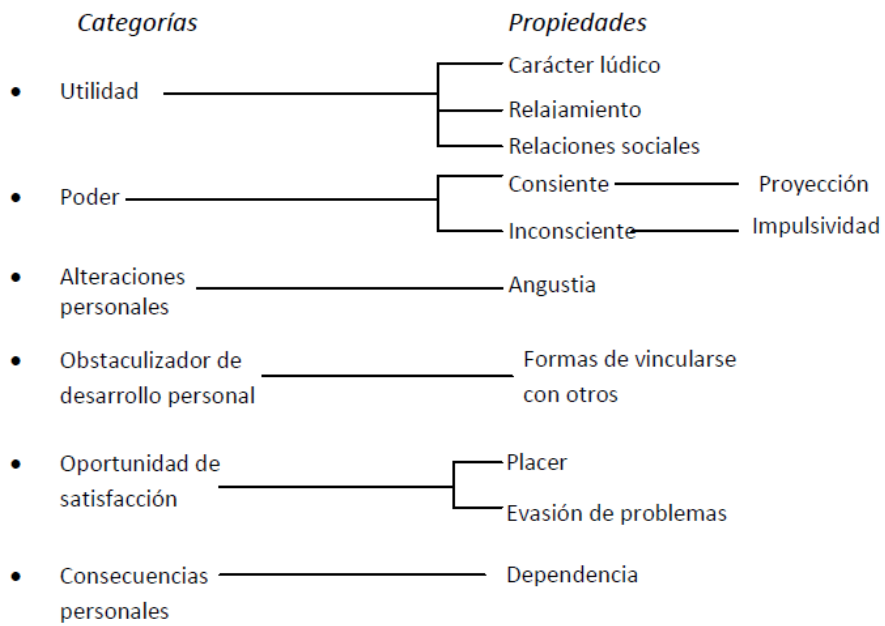 Categorías Propiedades
Carácter lúdico
• Utilidad
Relajamiento
Relaciones sociales
Consiente Proyección
• Poder
Inconsciente Impulsividad
• Alteraciones
personales
Angustia
• Obstaculizador de
desarrollo personal
Formas de vincularse
con otros
• Oportunidad de
satisfacción
Placer
Evasión de problemas
• Consecuencias
personales
Dependencia